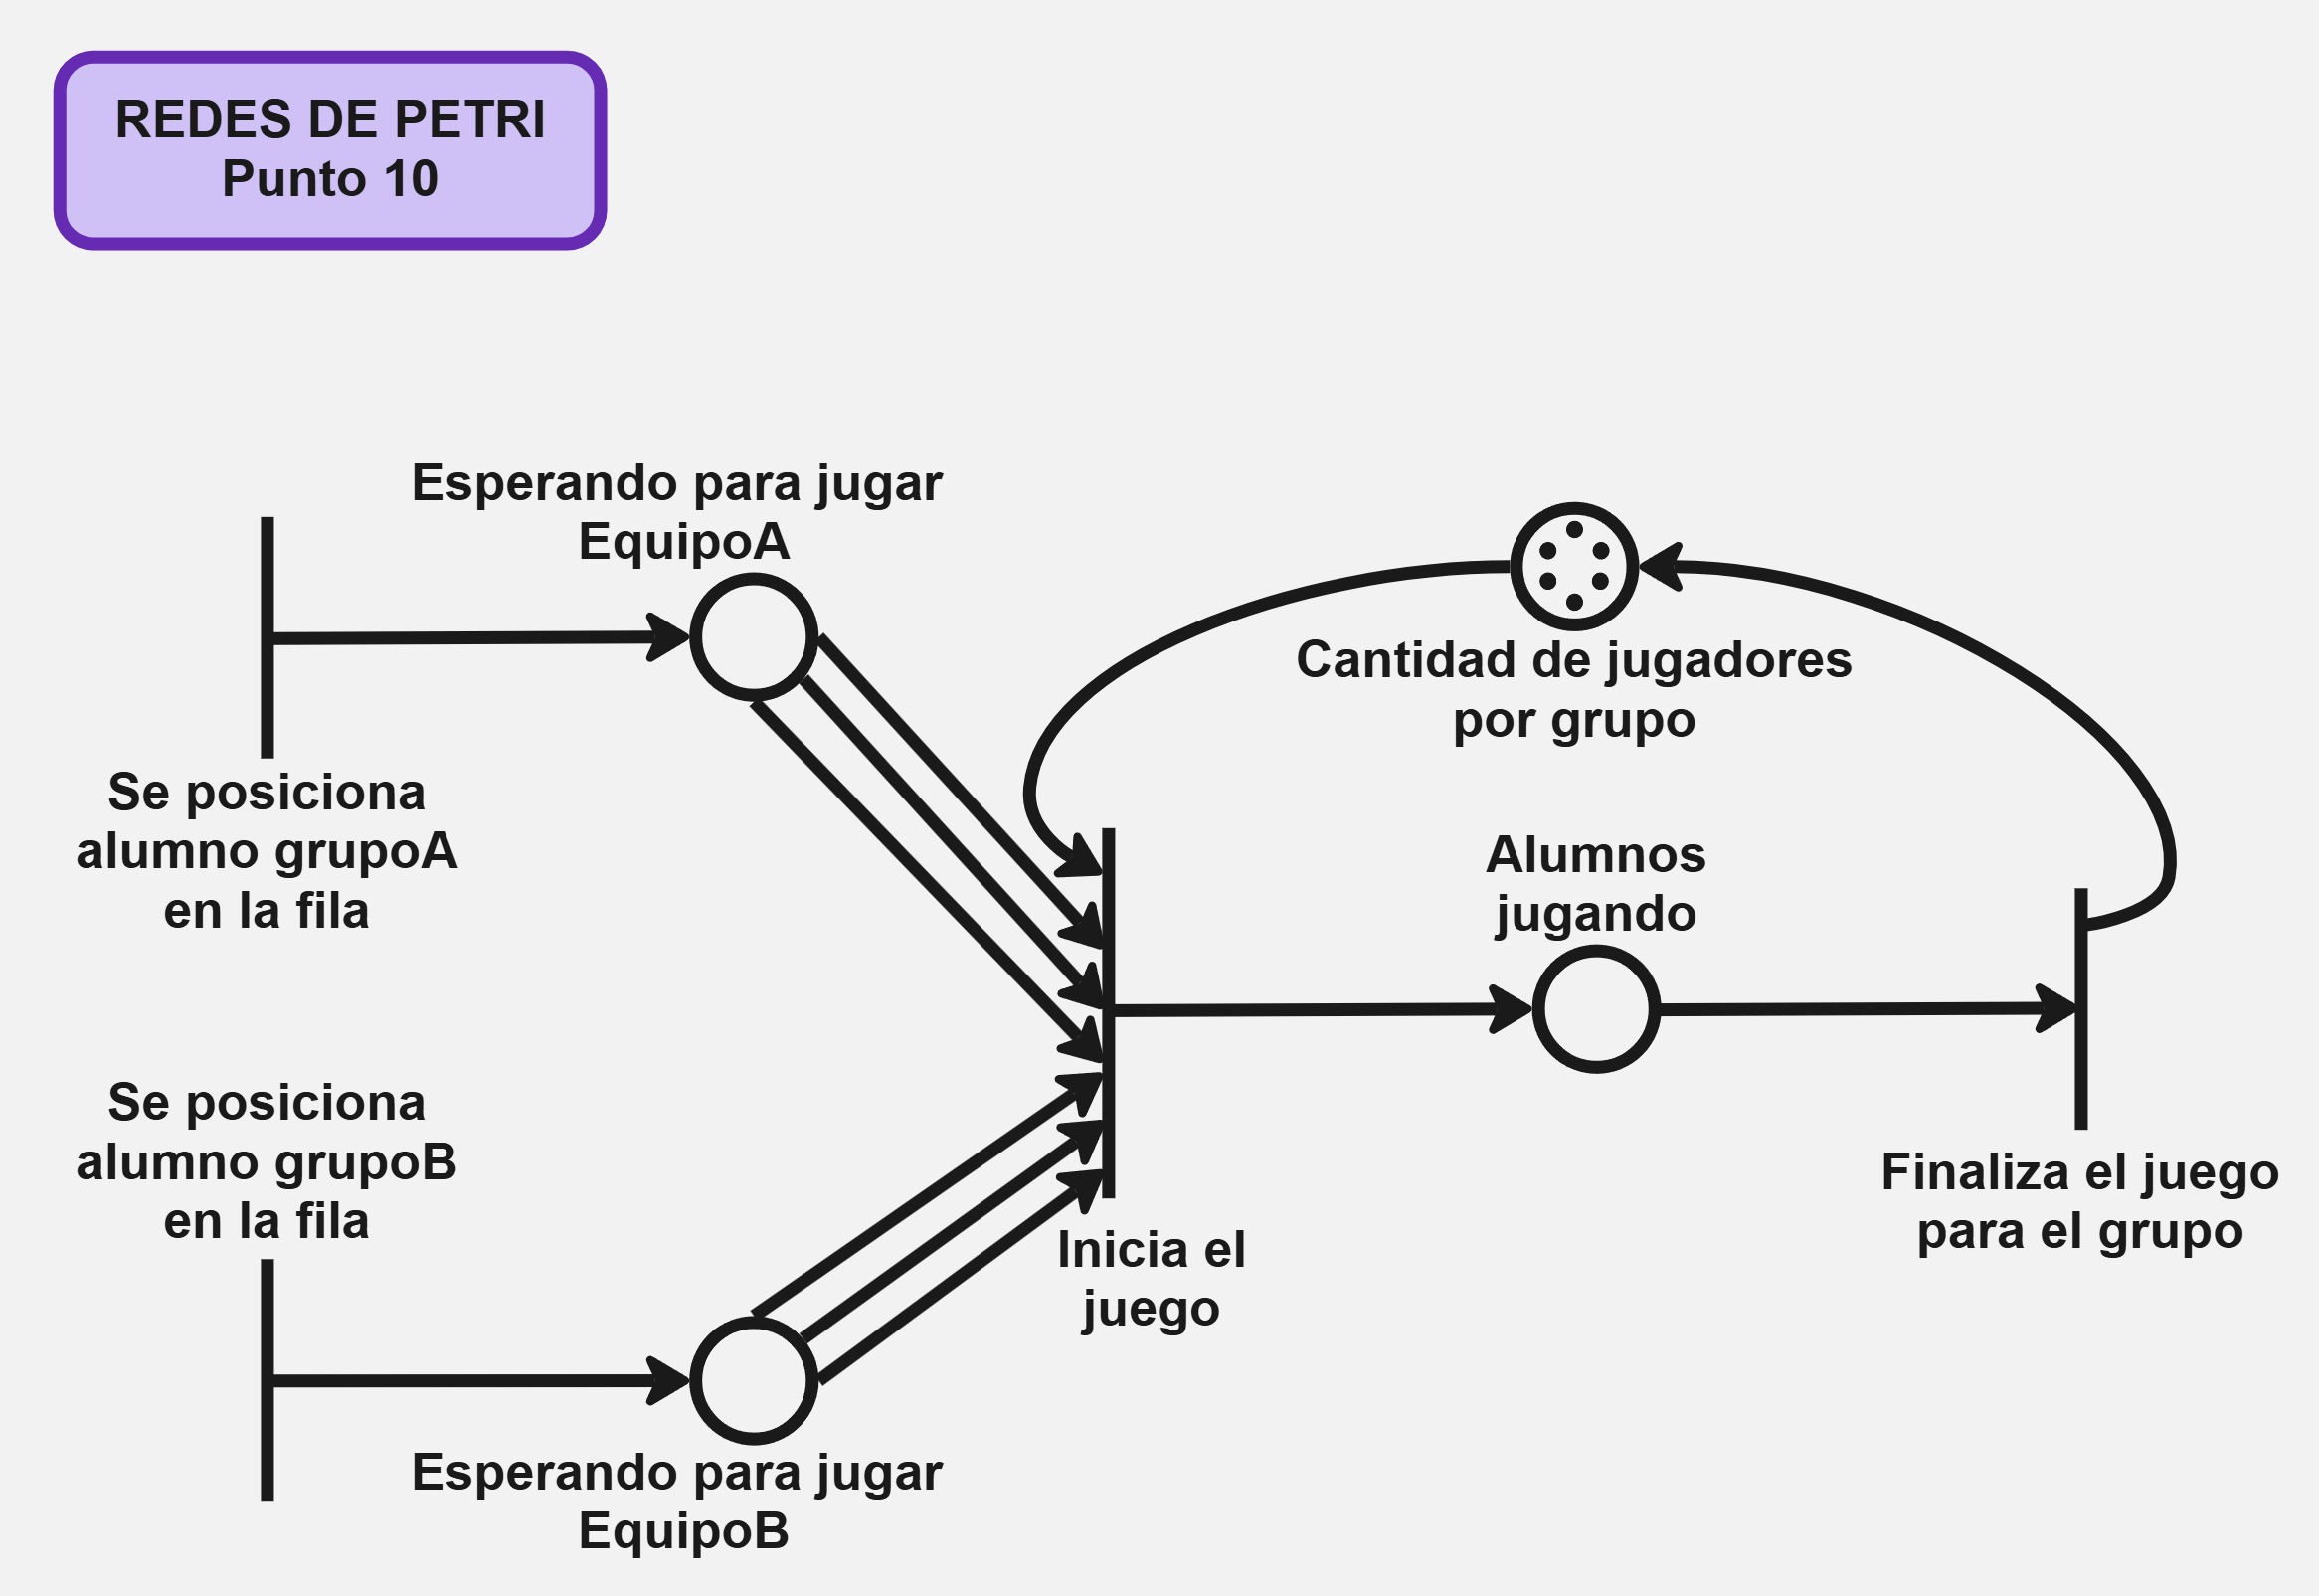 REDES DE PETRI
Punto 10
Esperando para jugar
EquipoA
Se posiciona
alumno grupoA
en la fila
Cantidad de jugadores
por grupo
Alumnos
jugando
Se posiciona
alumno grupoB
en la fila
Inicia el
juego
Finaliza el juego
para el grupo
Esperando para jugar
EquipoB